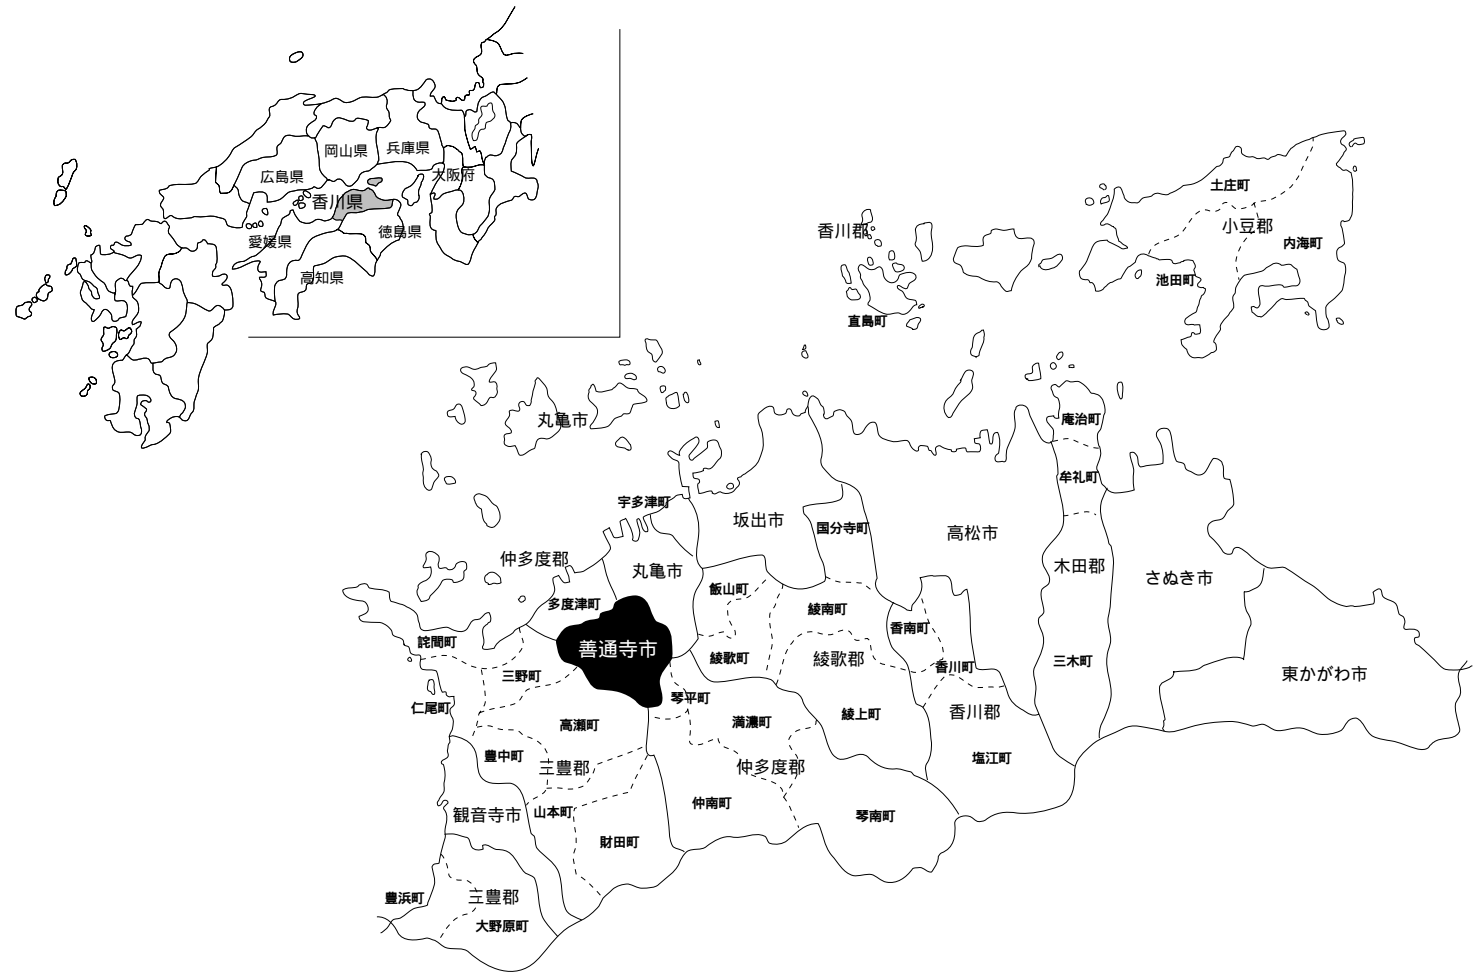 岡山県
兵庫県
広島県
大阪府
香川県
徳島県
愛媛県
高知県
土庄町
小豆郡
香川郡
内海町
池田町
直島町
丸亀市
庵治町
牟礼町
宇多津町
坂出市
国分寺町
高松市
仲多度郡
丸亀市
木田郡
さぬき市
飯山町
多度津町
綾南町
香南町
詫間町
善通寺市
綾歌町
綾歌郡
香川町
三木町
東かがわ市
三野町
琴平町
仁尾町
高瀬町
満濃町
綾上町
香川郡
豊中町
三豊郡
仲多度郡
塩江町
観音寺市
山本町
仲南町
琴南町
財田町
豊浜町
三豊郡
大野原町